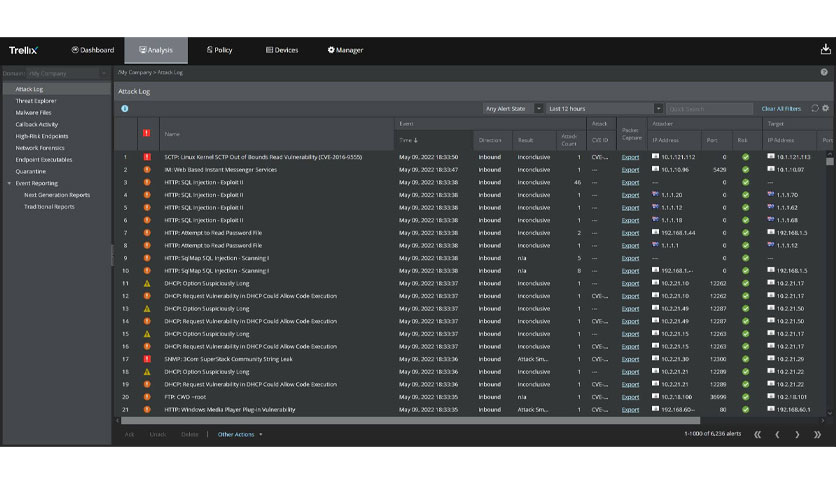 Trellix Dashboard Analysis Policy Devices Manager
Domain: /My Company /My Company > Attack Log
Attack Log
Threat Explorer
Malware Files
Callback Activity
High-Risk Endpoints
Network Forensics
Endpoint Executables
Quarantine
Event Reporting
Next Generation Reports
Traditional Reports
Attack Log
Any Alert State Last 12 hours Quick Search Clear All Filters
Event Attack Packet Capture Attacker Target
Name Time Direction Result Attack Count CVE ID IP Address Port Risk IP Address Port
1 SCTP: Linux Kernel SCTP Out of Bounds Read Vulnerability (CVE-2016-9555) May 09, 2022 18:33:50 Inbound Inconclusive 1 CVE-... Export 10.1.121.112 0 10.1.121.113
2 IM: Web Based Instant Messenger Services May 09, 2022 18:33:47 Inbound Inconclusive 1 --- Export 10.1.10.96 5429 10.1.10.97
3 HTTP: SQL Injection - Exploit II May 09, 2022 18:33:38 Inbound Inconclusive 46 --- Export --- 0 ---
4 HTTP: SQL Injection - Exploit II May 09, 2022 18:33:38 Inbound Inconclusive 1 --- Export 1.1.1.20 0 1.1.1.70
5 HTTP: SQL Injection - Exploit II May 09, 2022 18:33:38 Inbound Inconclusive 1 --- Export 1.1.1.12 0 1.1.1.62
6 HTTP: SQL Injection - Exploit II May 09, 2022 18:33:38 Inbound Inconclusive 1 --- Export 1.1.1.18 0 1.1.1.68
7 HTTP: Attempt to Read Password File May 09, 2022 18:33:38 Inbound Inconclusive 2 --- Export 192.168.1.44 0 192.168.1.5
8 HTTP: Attempt to Read Password File May 09, 2022 18:33:38 Inbound Inconclusive 1 --- Export 1.1.1.1 0 1.1.1.12
9 HTTP: SqlMap SQL Injection - Scanning I May 09, 2022 18:33:38 Inbound n/a 5 --- Export --- 0 ---
10 HTTP: SqlMap SQL Injection - Scanning I May 09, 2022 18:33:38 Inbound n/a 8 --- Export 192.168.1.-- 0 192.168.1.5
11 DHCP: Option Suspiciously Long May 09, 2022 18:33:37 Inbound Inconclusive 1 --- Export 10.2.21.10 12262 10.2.21.17
12 DHCP: Request Vulnerability in DHCP Could Allow Code Execution May 09, 2022 18:33:37 Inbound Inconclusive 1 CVE-... Export 10.2.21.10 12262 10.2.21.17
13 DHCP: Option Suspiciously Long May 09, 2022 18:33:37 Inbound Inconclusive 1 --- Export 10.2.21.49 12287 10.2.21.50
14 DHCP: Request Vulnerability in DHCP Could Allow Code Execution May 09, 2022 18:33:37 Inbound Inconclusive 1 CVE-... Export 10.2.21.49 12287 10.2.21.50
15 DHCP: Option Suspiciously Long May 09, 2022 18:33:37 Inbound Inconclusive 1 --- Export 10.2.21.15 12263 10.2.21.17
16 DHCP: Request Vulnerability in DHCP Could Allow Code Execution May 09, 2022 18:33:37 Inbound Inconclusive 1 CVE-... Export 10.2.21.15 12263 10.2.21.17
17 SNMP: 3Com SuperStack Community String Leak May 09, 2022 18:33:36 Inbound Attack Sm... 1 CVE-... Export 10.2.21.30 12300 10.2.21.29
18 DHCP: Option Suspiciously Long May 09, 2022 18:33:36 Inbound Inconclusive 1 --- Export 10.2.21.21 12289 10.2.21.22
19 DHCP: Request Vulnerability in DHCP Could Allow Code Execution May 09, 2022 18:33:36 Inbound Inconclusive 1 CVE-... Export 10.2.21.21 12289 10.2.21.22
20 FTP: CWD ~root May 09, 2022 18:33:35 Inbound n/a 1 CVE-... Export 10.2.18.100 36999 10.2.18.101
21 HTTP: Windows Media Player Plug-in Vulnerability May 09, 2022 18:33:35 Inbound Attack Sm... 1 CVE-... Export 192.168.60-- 80 192.168.60.1
Ack Unack Delete Other Actions 1-1000 of 6,236 alerts